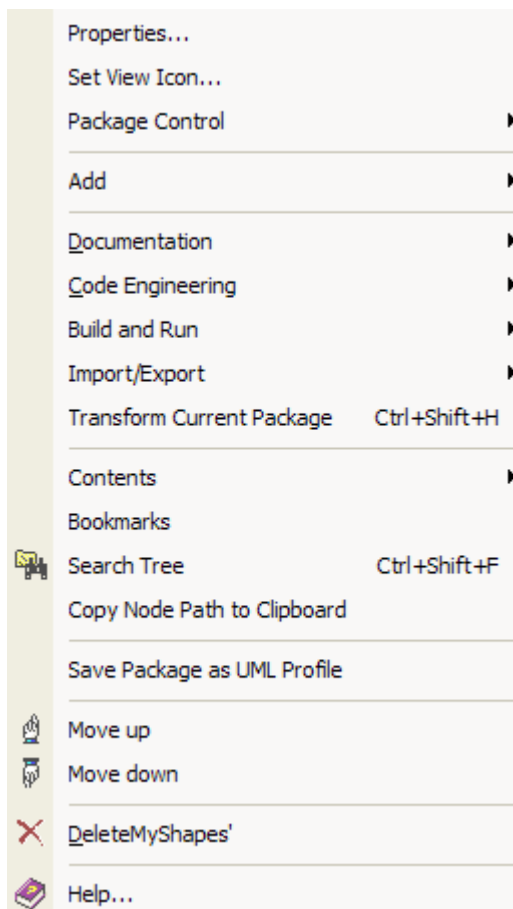 Properties...
Set View Icon...
Package Control
Add
Documentation
Code Engineering
Build and Run
Import/Export
Transform Current Package Ctrl+Shift+H
Contents
Bookmarks
Search Tree Ctrl+Shift+F
Copy Node Path to Clipboard
Save Package as UML Profile
Move up
Move down
DeleteMyShapes'
Help...